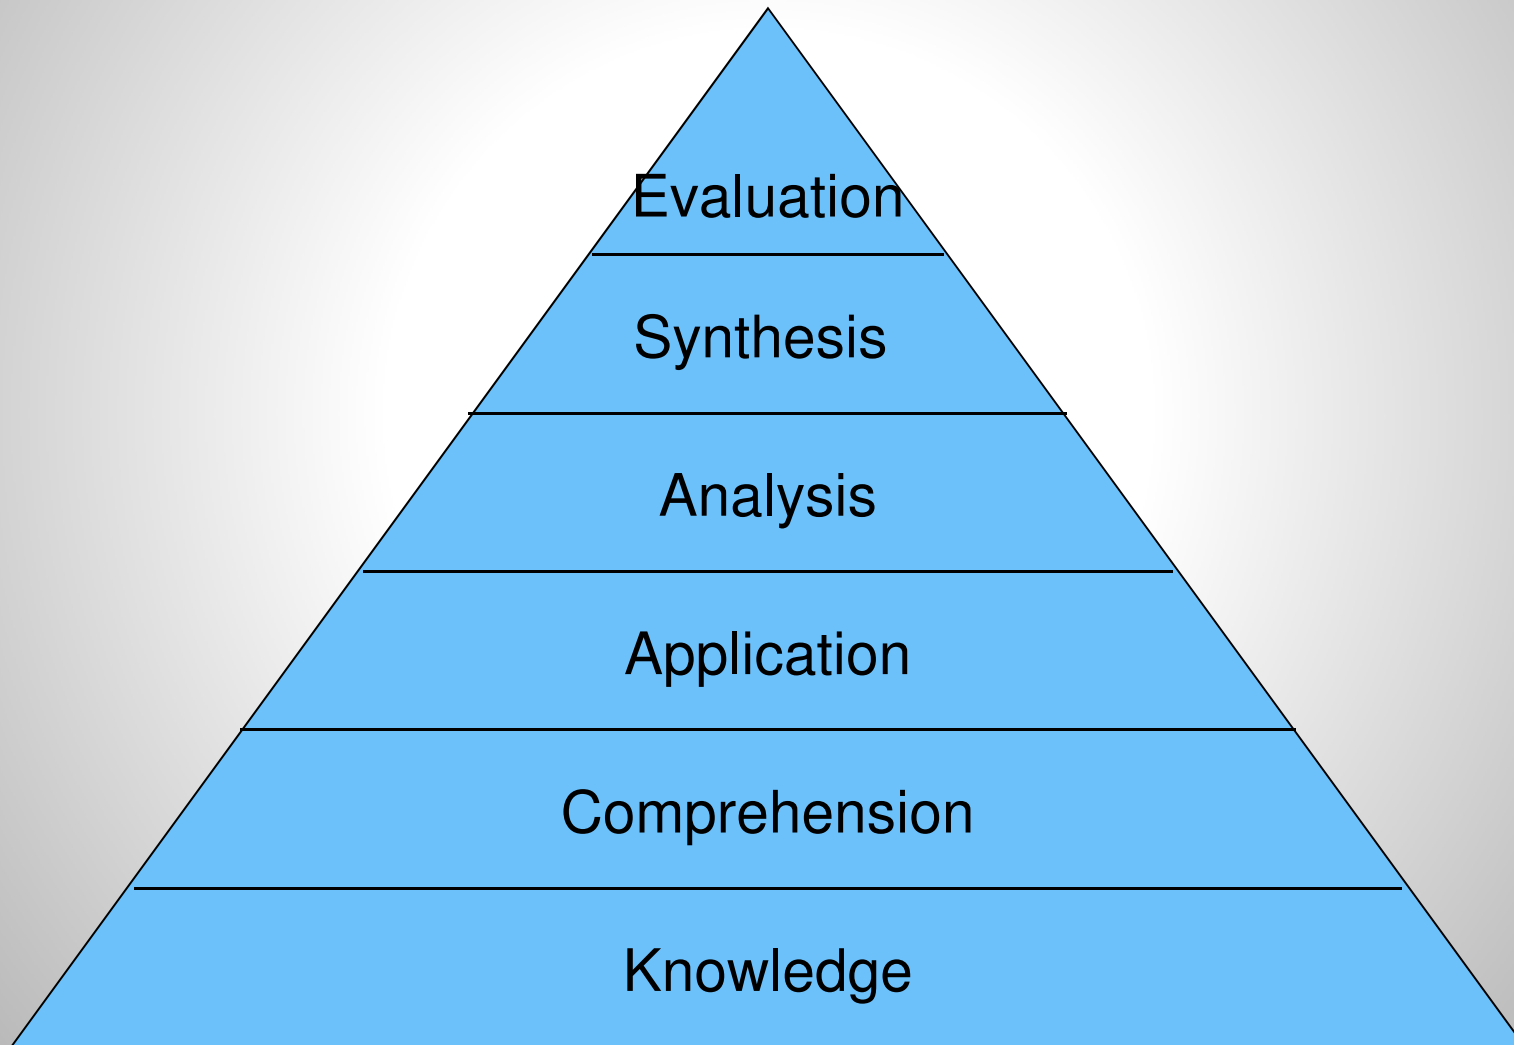 Evaluation
Synthesis
Analysis
Application
Comprehension
Knowledge